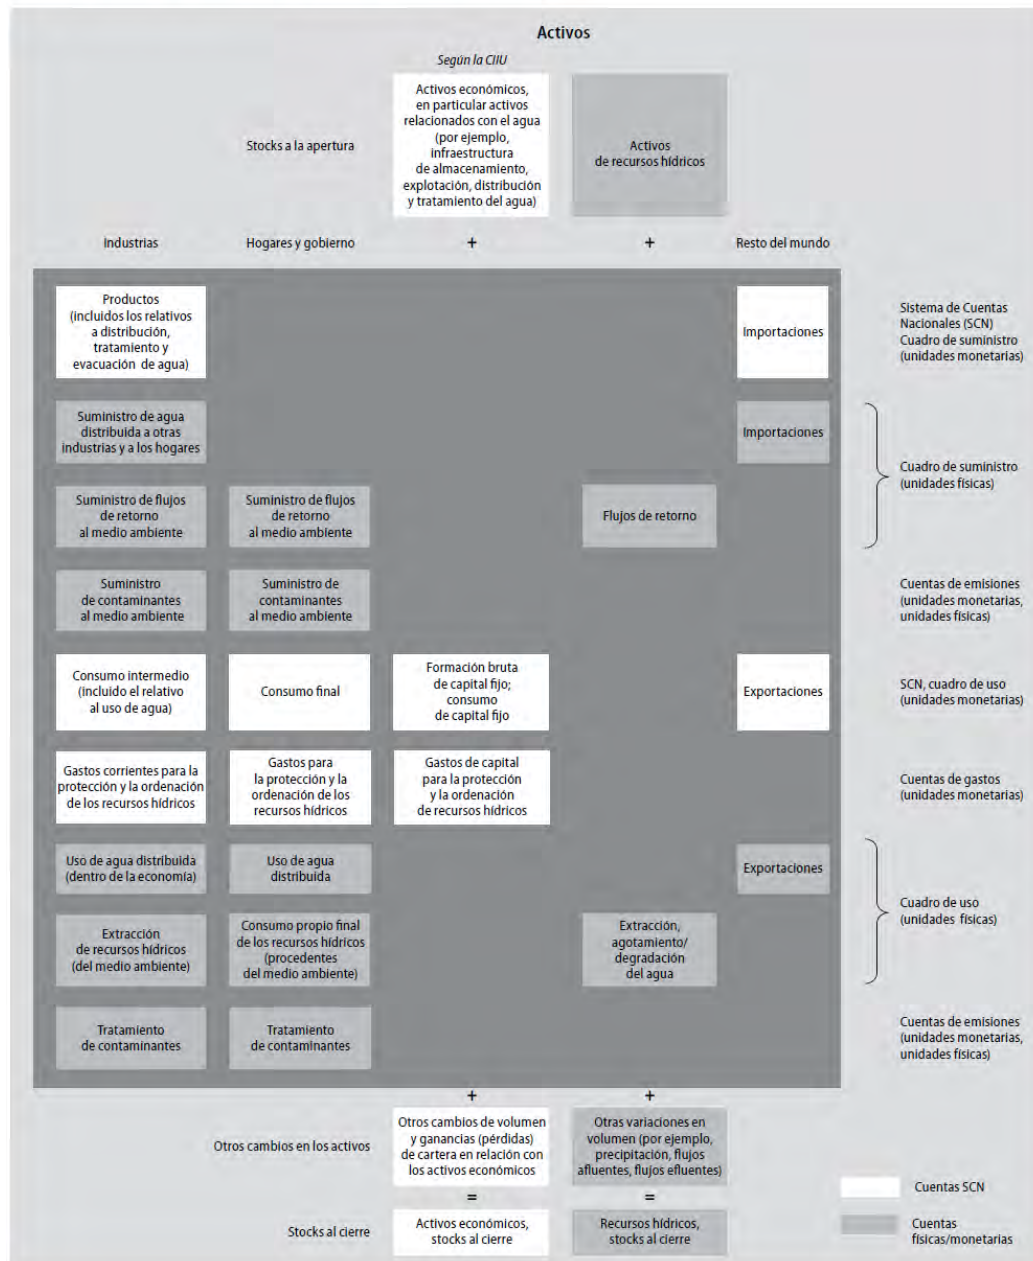 Activos
Según la CIIU
Stocks a la apertura
Activos económicos,
en particular activos
relacionados con el agua
(por ejemplo,
infraestructura
de almacenamiento,
explotación, distribución
y tratamiento del agua)
Activos
de recursos hídricos
Industrias
Hogares y gobierno
+
+
Resto del mundo
Productos
(incluidos los relativos
a distribución,
tratamiento y
evacuación de agua)
Importaciones
Sistema de Cuentas
Nacionales (SCN)
Cuadro de suministro
(unidades monetarias)
Suministro de agua
distribuida a otras
industrias y a los hogares
Importaciones
Cuadro de suministro
(unidades físicas)
Suministro de flujos
de retorno
al medio ambiente
Suministro de flujos
de retorno
al medio ambiente
Flujos de retorno
Suministro
de contaminantes
al medio ambiente
Suministro de
contaminantes
al medio ambiente
Cuentas de emisiones
(unidades monetarias,
unidades físicas)
Consumo intermedio
(incluido el relativo
al uso de agua)
Consumo final
Formación bruta
de capital fijo;
consumo
de capital fijo
Exportaciones
SCN, cuadro de uso
(unidades monetarias)
Gastos corrientes para la
protección y la ordenación
de los recursos hídricos
Gastos para
la protección y la
ordenación de los
recursos hídricos
Gastos de capital
para la protección
y la ordenación
de recursos hídricos
Cuentas de gastos
(unidades monetarias)
Uso de agua distribuida
(dentro de la economía)
Uso de agua
distribuida
Exportaciones
Cuadro de uso
(unidades físicas)
Extracción
de recursos hídricos
(del medio ambiente)
Consumo propio final
de los recursos hídricos
(procedentes
del medio ambiente)
Extracción,
agotamiento/
degradación
del agua
Tratamiento
de contaminantes
Tratamiento
de contaminantes
Cuentas de emisiones
(unidades monetarias,
unidades físicas)
+
+
Otros cambios en los activos
Otros cambios de volumen
y ganancias (pérdidas)
de cartera en relación con
los activos económicos
Otras variaciones en
volumen (por ejemplo,
precipitación, flujos
afluentes, flujos efluentes)
=
=
Stocks al cierre
Activos económicos,
stocks al cierre
Recursos hídricos,
stocks al cierre
Cuentas SCN
Cuentas
físicas/monetarias